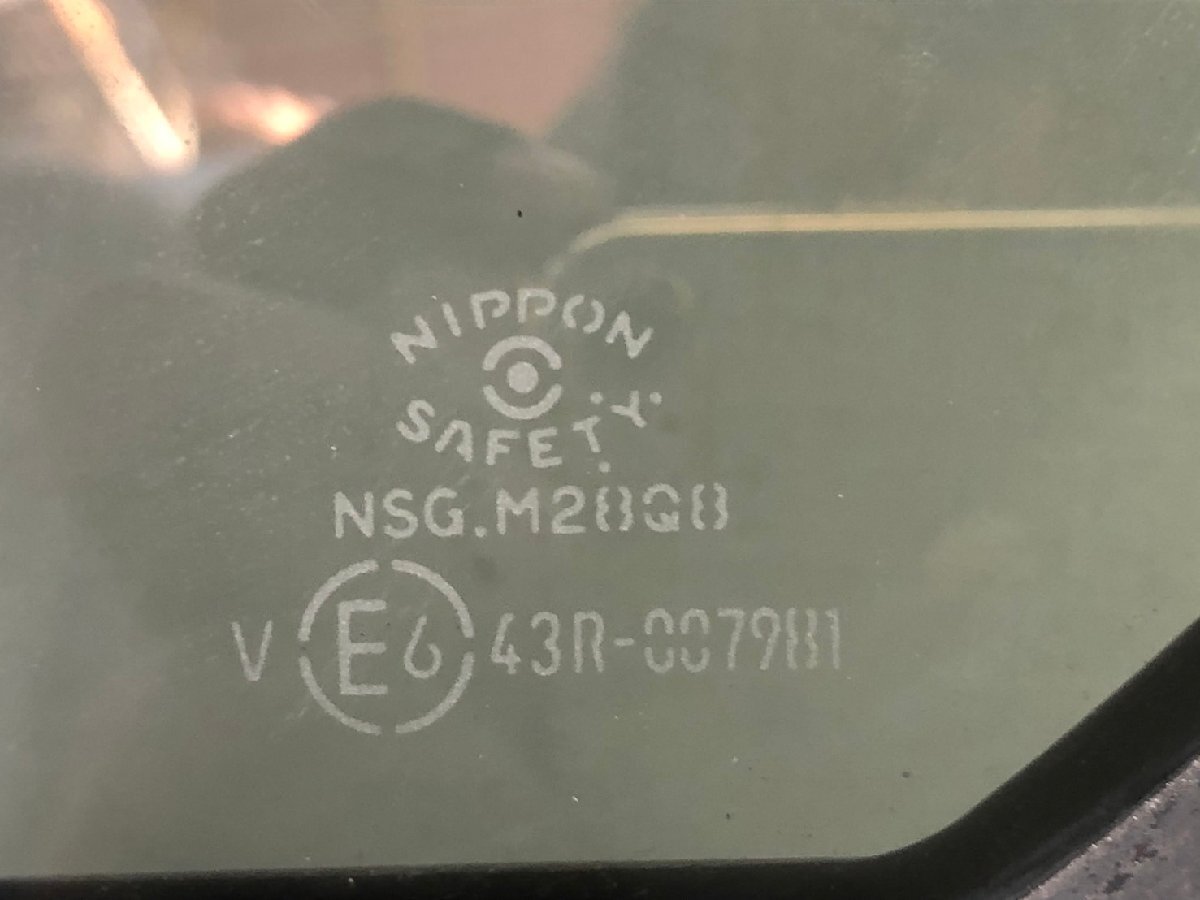 NIPPON
SAFETY
NSG.M28Q8
V E6 43R-007981